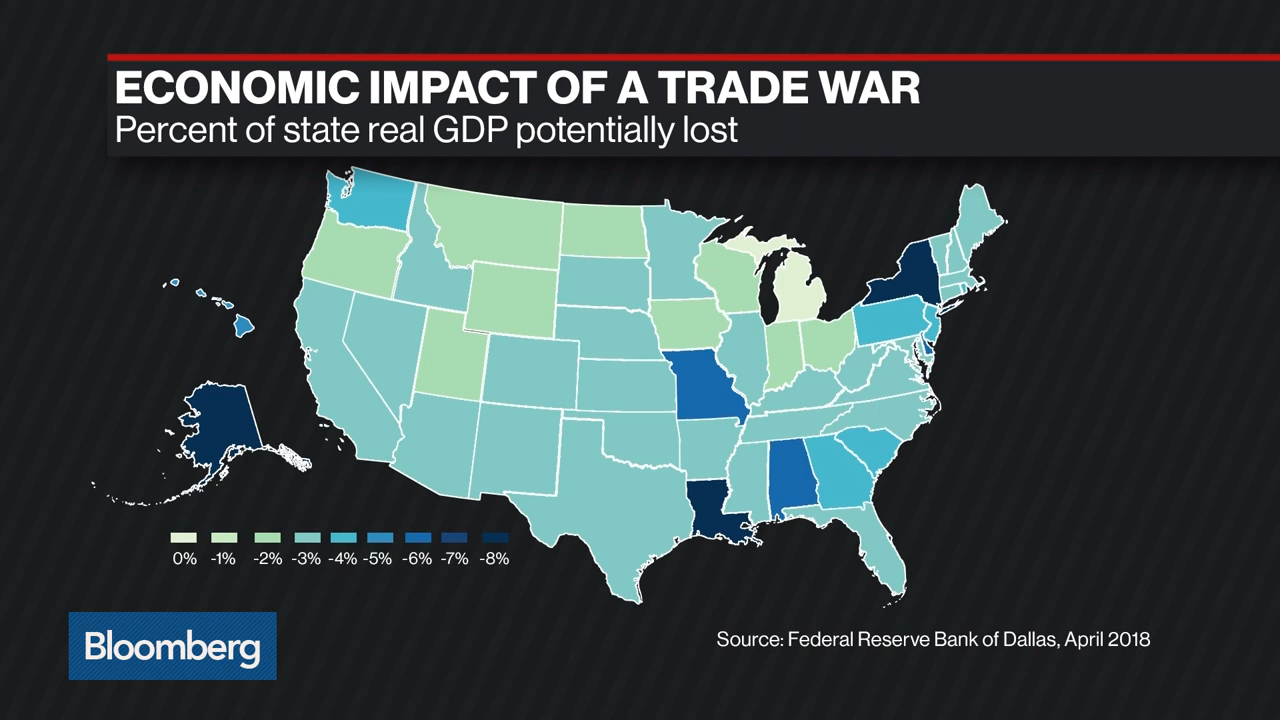 ECONOMIC IMPACT OF A TRADE WAR
Percent of state real GDP potentially lost
0% -1% -2% -3% -4% -5% -6% -7% -8%
Bloomberg
Source: Federal Reserve Bank of Dallas, April 2018